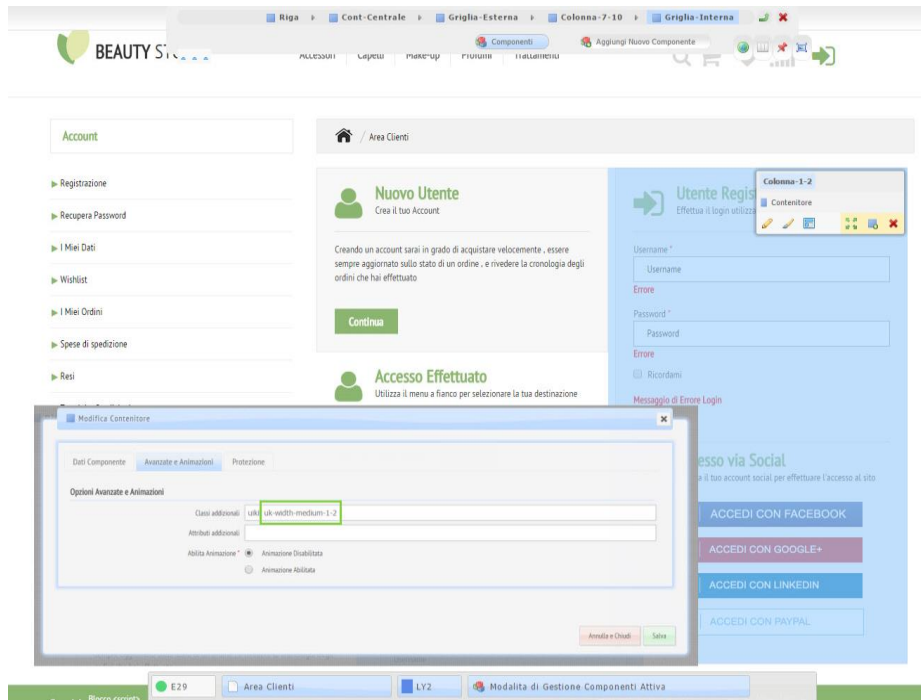 Riga Cont-Centrale Griglia-Esterna Colonna-7-10 Griglia-Interna
Componenti Aggiungi Nuovo Componente
BEAUTY
Accessori Capelli Make-up Profumi Trattamenti
Account
Area Clienti
Registrazione
Recupera Password
I Miei Dati
Wishlist
I Miei Ordini
Spese di spedizione
Resi
Nuovo Utente
Crea il tuo Account
Creando un account sarai in grado di acquistare velocemente , essere
sempre aggiornato sullo stato di un ordine , e rivedere la cronologia degli
ordini che hai effettuato
Continua
Accesso Effettuato
Utilizza il menu a fianco per selezionare la tua destinazione
Utente Regis
Effettua il login utilizza
Colonna-1-2
Contenitore
Username *
Username
Errore
Password *
Password
Errore
Ricordami
Messaggio di Errore Login
esso via Social
il tuo account social per effettuare l'accesso al sito
ACCEDI CON FACEBOOK
ACCEDI CON GOOGLE+
ACCEDI CON LINKEDIN
ACCEDI CON PAYPAL
Modifica Contenitore
Dati Componente Avanzate e Animazioni Protezione
Opzioni Avanzate e Animazioni
Classi addizionali uk-width-medium-1-2
Attributi addizionali
Abilita Animazione * Animazione Disabilitata
Animazione Abilitata
Annulla e Chiudi Salva
E29 Area Clienti LY2 Modalita di Gestione Componenti Attiva